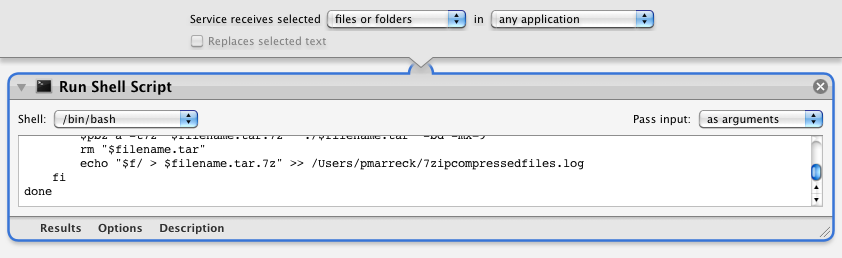 Service receives selected files or folders in any application
Replaces selected text
Run Shell Script
Shell: /bin/bash Pass input: as arguments
rm "$filename.tar"
echo "$f/ > $filename.tar.7z" >> /Users/pmarreck/7zipcompressedfiles.log
fi
done
Results Options Description